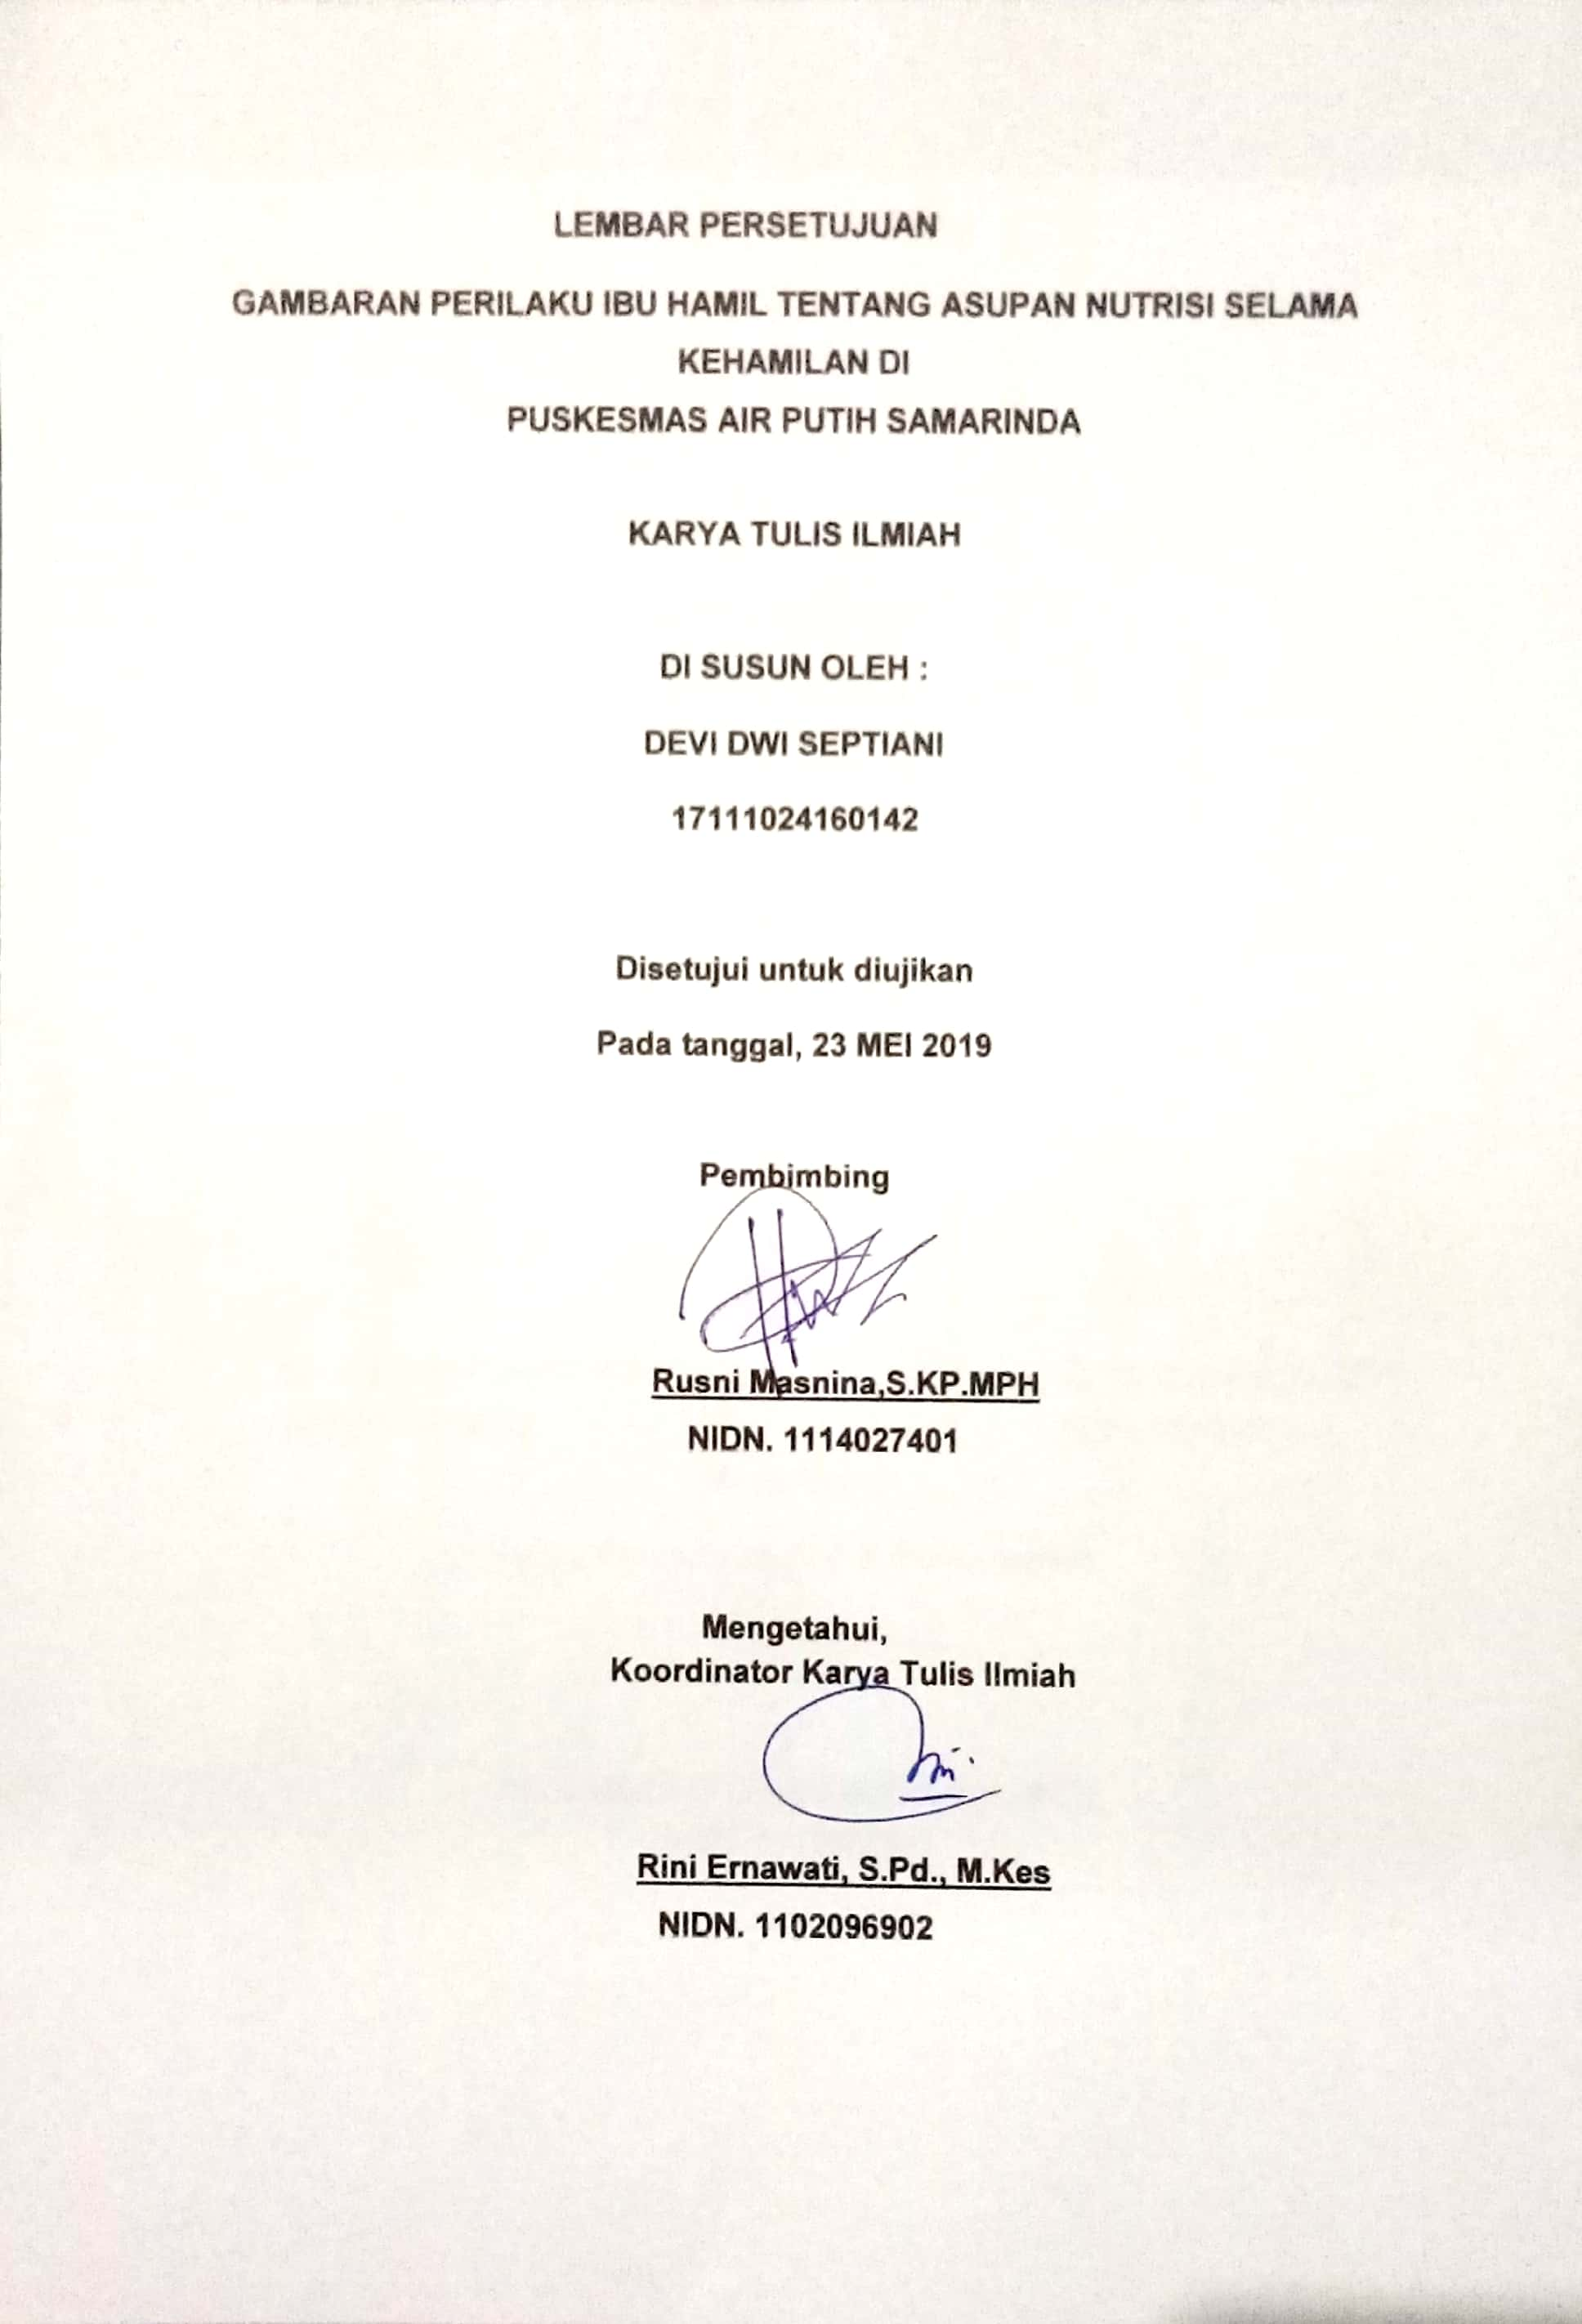 LEMBAR PERSETUJUAN
GAMBARAN PERILAKU IBU HAMIL TENTANG ASUPAN NUTRISI SELAMA
KEHAMILAN DI
PUSKESMAS AIR PUTIH SAMARINDA
KARYA TULIS ILMIAH
DI SUSUN OLEH :
DEVI DWI SEPTIANI
17111024160142
Disetujui untuk diujikan
Pada tanggal, 23 MEI 2019
Pembimbing
Rusni Masnina,S.KP.MPH
NIDN. 1114027401
Mengetahui,
Koordinator Karya Tulis Ilmiah
Rini Ernawati, S.Pd., M.Kes
NIDN. 1102096902